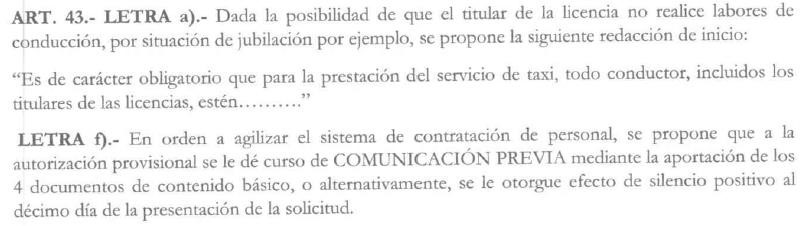 ART. 43.- LETRA a).- Dada la posibilidad de que el titular de la licencia no realice labores de
conducción, por situación de jubilación por ejemplo, se propone la siguiente redacción de inicio:
“Es de carácter obligatorio que para la prestación del servicio de taxi, todo conductor, incluidos los
titulares de las licencias, estén……….”
LETRA f).- En orden a agilizar el sistema de contratación de personal, se propone que a la
autorización provisional se le dé curso de COMUNICACIÓN PREVIA mediante la aportación de los
4 documentos de contenido básico, o alternativamente, se le otorgue efecto de silencio positivo al
décimo día de la presentación de la solicitud.